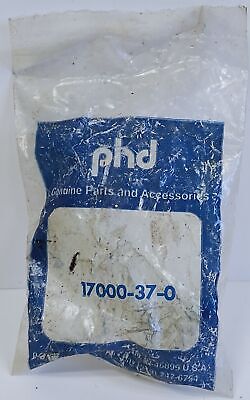 phd
Genuine Parts and Accessories
17000-37-0
U.S.A.